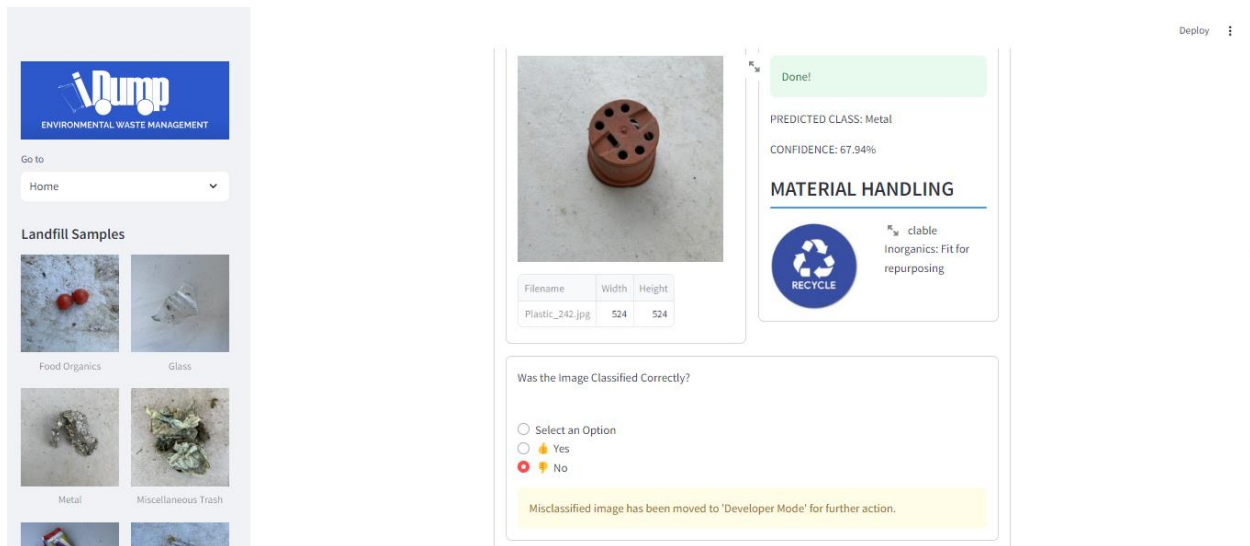 Deploy
iDump
ENVIRONMENTAL WASTE MANAGEMENT
Go to
Home
Landfill Samples
Food Organics
Glass
Metal
Miscellaneous Trash
Filename Width Height
Plastic_242.jpg 524 524
Done!
PREDICTED CLASS: Metal
CONFIDENCE: 67.94%
MATERIAL HANDLING
RECYCLE
clable
Inorganics: Fit for
repurposing
Was the Image Classified Correctly?
Select an Option
👍 Yes
👎 No
Misclassified image has been moved to 'Developer Mode' for further action.